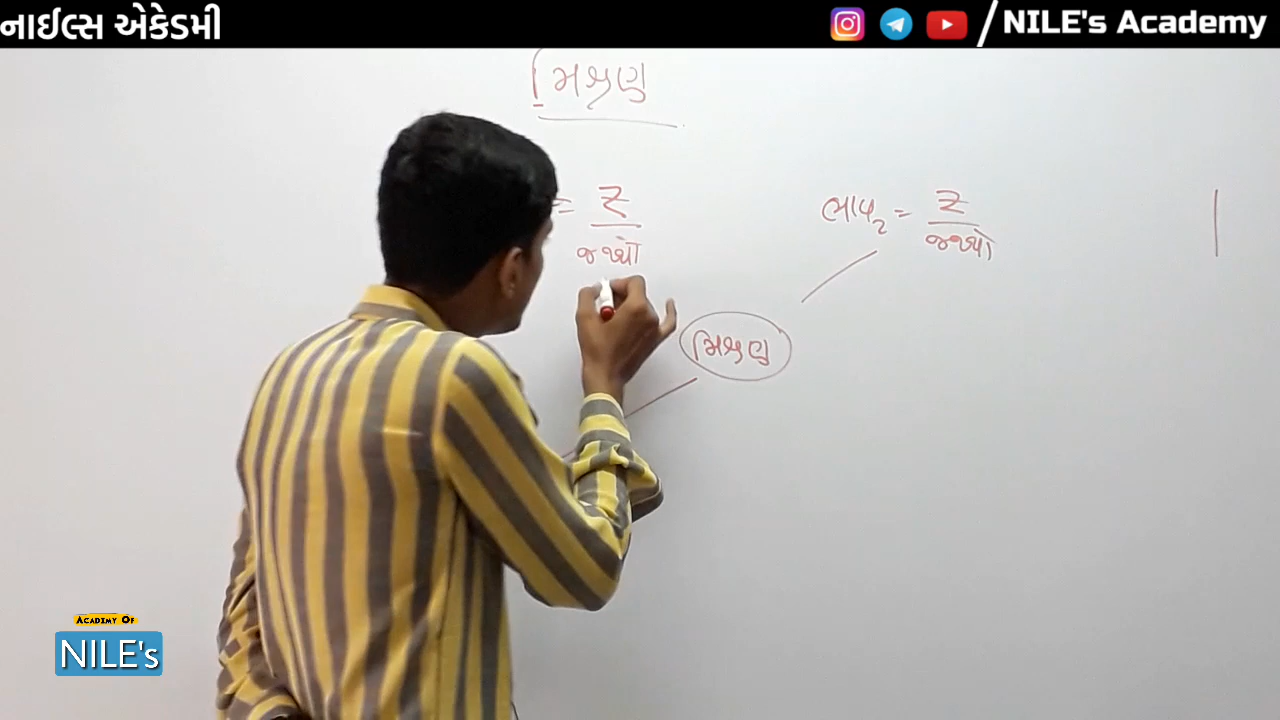 નાઈલ્સ એકેડમી
/ NILE's Academy
મિશ્રણ
= ₹ / જથ્થો
ભાવ₂ = ₹ / જથ્થો
મિશ્રણ
ACADEMY OF
NILE's